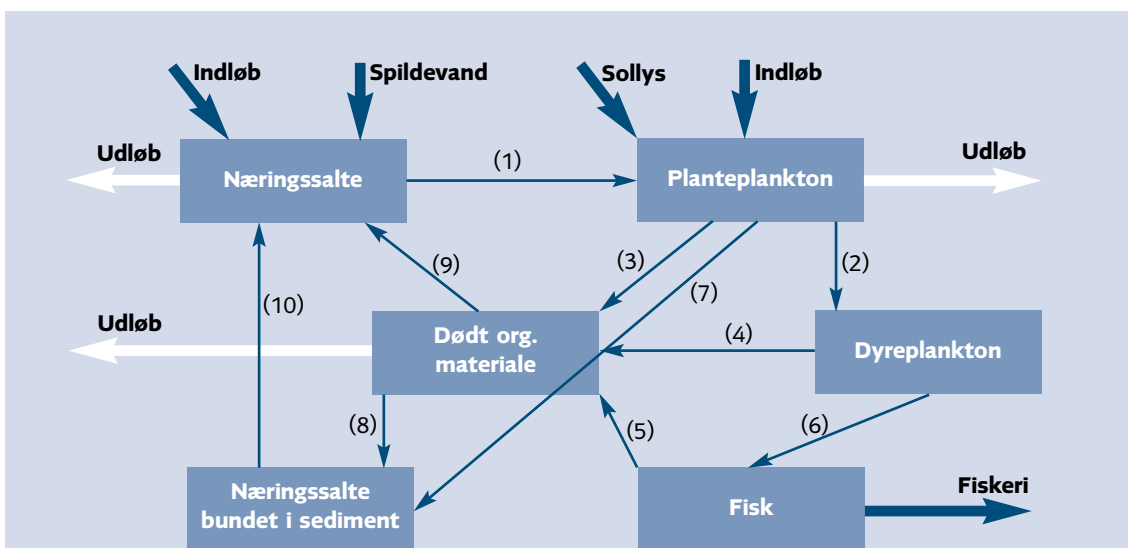 Indløb
Spildevand
Sollys
Indløb
Udløb
Næringssalte
(1)
Planteplankton
Udløb
(9)
(3)
(7)
(2)
(10)
Udløb
Dødt org.
materiale
(4)
Dyreplankton
(8)
(5)
(6)
Næringssalte
bundet i sediment
Fisk
Fiskeri